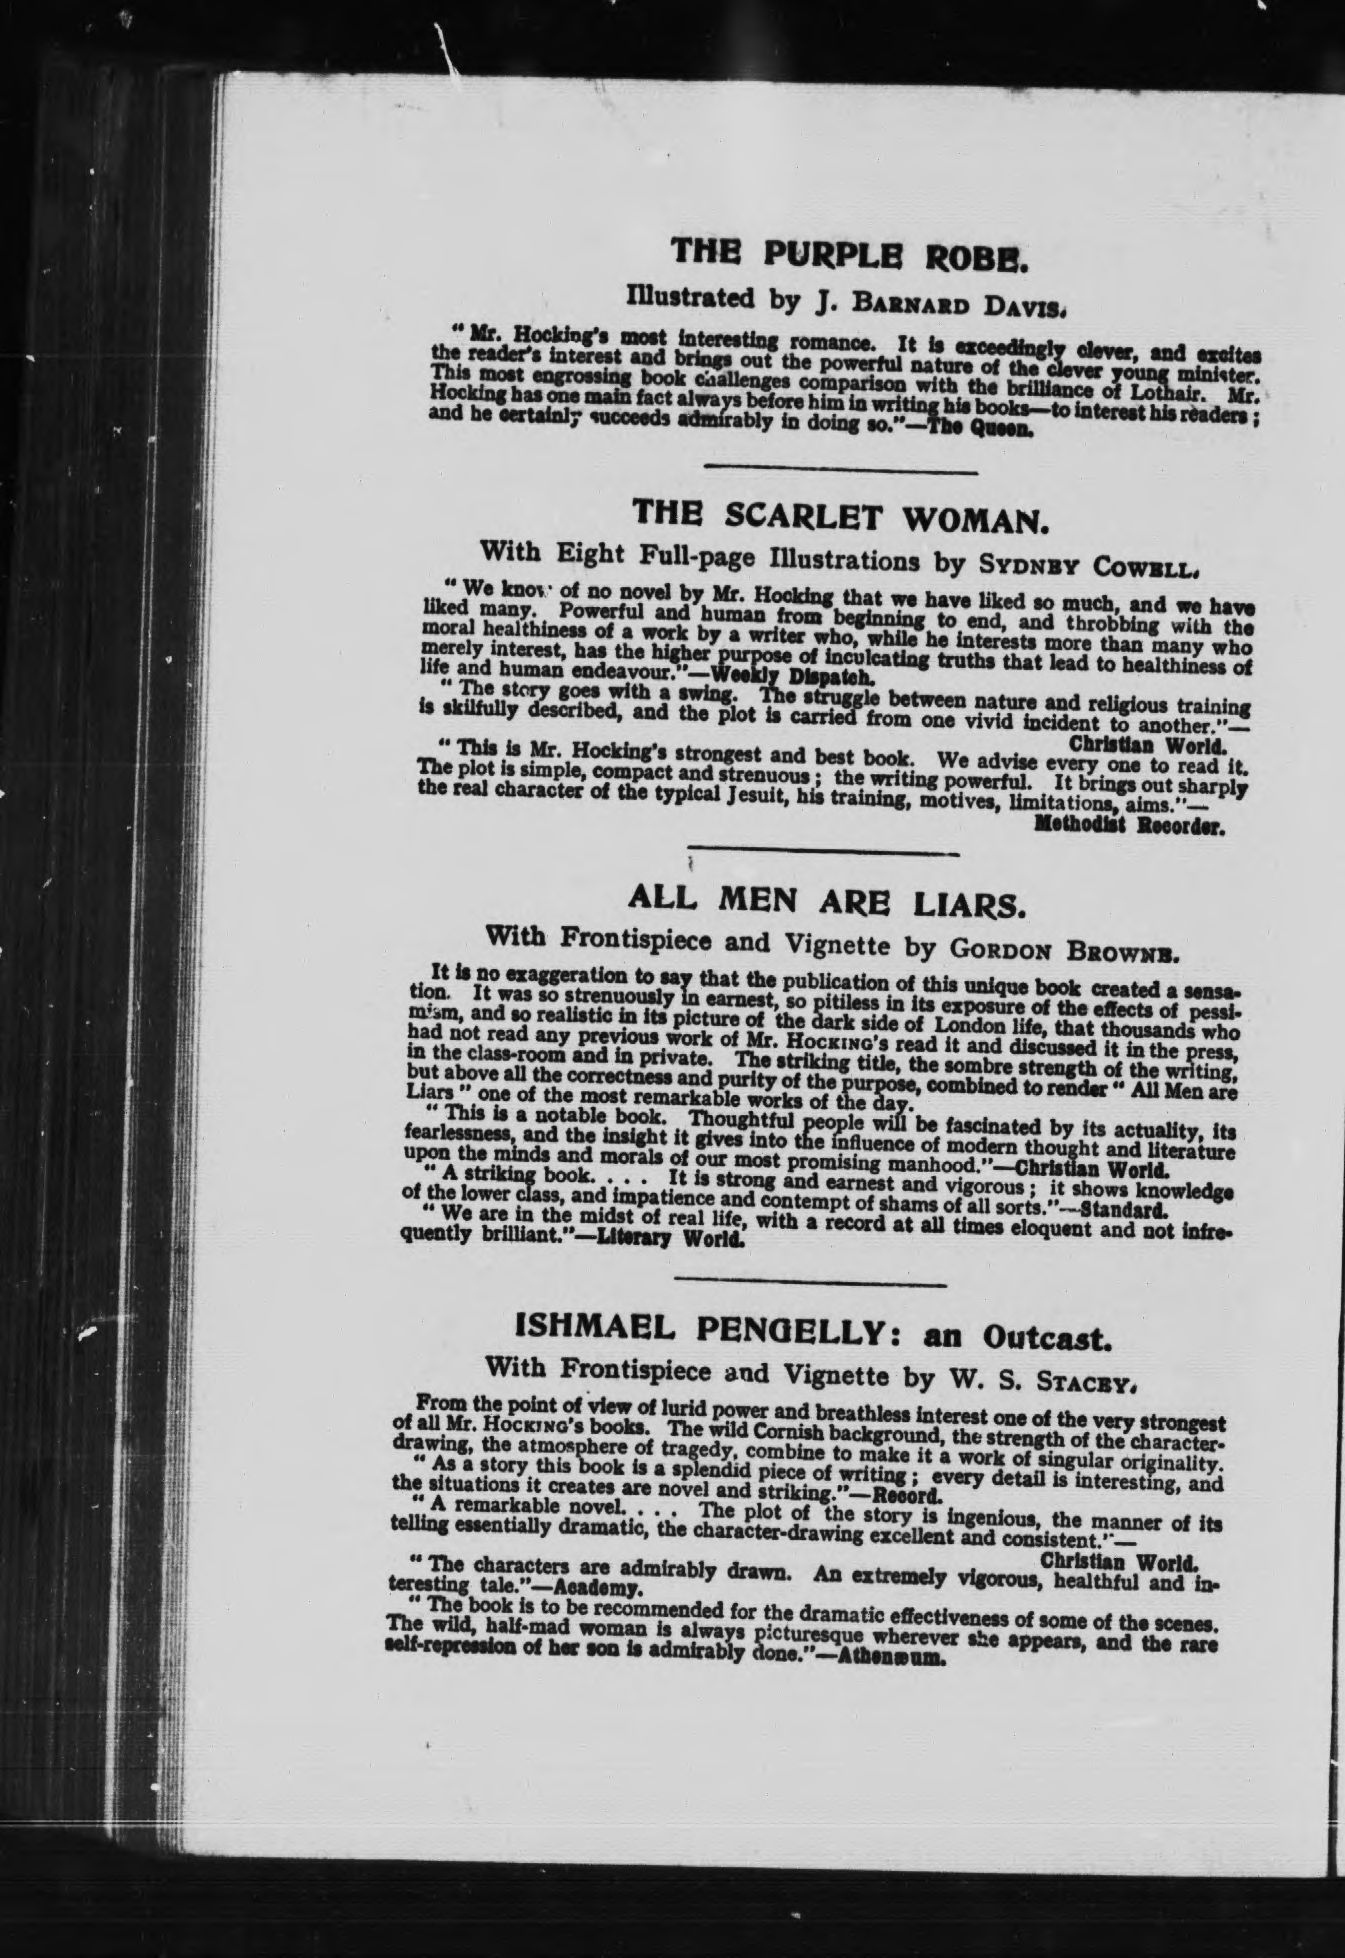 THE PURPLE ROBE.
Illustrated by J. BARNARD DAVIS.
"Mr. Hocking's most interesting romance. It is exceedingly clever, and excites
the reader's interest and brings out the powerful nature of the clever young minister.
This most engrossing book challenges comparison with the brilliance of Lothair. Mr.
Hocking has one main fact always before him in writing his books—to interest his readers;
and he certainly succeeds admirably in doing so."—The Queen.
THE SCARLET WOMAN.
With Eight Full-page Illustrations by SYDNEY COWELL.
"We know of no novel by Mr. Hocking that we have liked so much, and we have
liked many. Powerful and human from beginning to end, and throbbing with the
moral healthiness of a work by a writer who, while he interests more than many who
merely interest, has the higher purpose of inculcating truths that lead to healthiness of
life and human endeavour."—Weekly Dispatch.
"The story goes with a swing. The struggle between nature and religious training
is skilfully described, and the plot is carried from one vivid incident to another."—
Christian World.
"This is Mr. Hocking's strongest and best book. We advise every one to read it.
The plot is simple, compact and strenuous; the writing powerful. It brings out sharply
the real character of the typical Jesuit, his training, motives, limitations, aims."—
Methodist Recorder.
ALL MEN ARE LIARS.
With Frontispiece and Vignette by GORDON BROWNE.
It is no exaggeration to say that the publication of this unique book created a sensa-
tion. It was so strenuously in earnest, so pitiless in its exposure of the effects of pessi-
mism, and so realistic in its picture of the dark side of London life, that thousands who
had not read any previous work of Mr. HOCKING'S read it and discussed it in the press,
in the class-room and in private. The striking title, the sombre strength of the writing,
but above all the correctness and purity of the purpose, combined to render "All Men are
Liars" one of the most remarkable works of the day.
"This is a notable book. Thoughtful people will be fascinated by its actuality, its
fearlessness, and the insight it gives into the influence of modern thought and literature
upon the minds and morals of our most promising manhood."—Christian World.
"A striking book. . . . It is strong and earnest and vigorous; it shows knowledge
of the lower class, and impatience and contempt of shams of all sorts."—Standard.
"We are in the midst of real life, with a record at all times eloquent and not infre-
quently brilliant."—Literary World.
ISHMAEL PENGELLY: an Outcast.
With Frontispiece and Vignette by W. S. STACEY.
From the point of view of lurid power and breathless interest one of the very strongest
of all Mr. HOCKING'S books. The wild Cornish background, the strength of the character-
drawing, the atmosphere of tragedy, combine to make it a work of singular originality.
"As a story this book is a splendid piece of writing; every detail is interesting, and
the situations it creates are novel and striking."—Record.
"A remarkable novel. . . . The plot of the story is ingenious, the manner of its
telling essentially dramatic, the character-drawing excellent and consistent."—
Christian World.
"The characters are admirably drawn. An extremely vigorous, healthful and in-
teresting tale."—Academy.
"The book is to be recommended for the dramatic effectiveness of some of the scenes.
The wild, half-mad woman is always picturesque wherever she appears, and the rare
self-repression of her son is admirably done."—Athenæum.